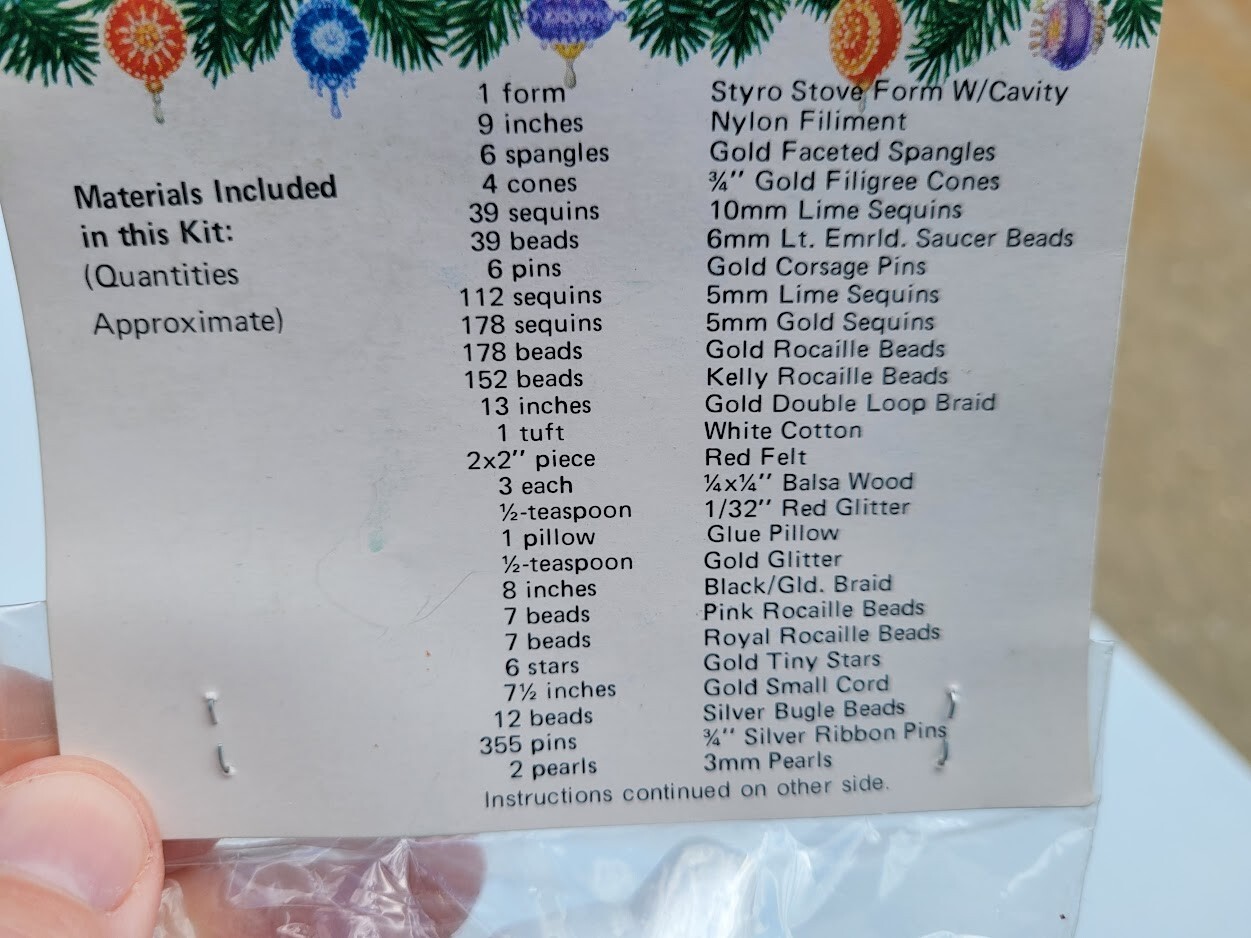 1 form Styro Stove Form W/Cavity
9 inches Nylon Filiment
6 spangles Gold Faceted Spangles
4 cones ¾" Gold Filigree Cones
Materials Included
in this Kit:
(Quantities
Approximate)
39 sequins 10mm Lime Sequins
39 beads 6mm Lt. Emrld. Saucer Beads
6 pins Gold Corsage Pins
112 sequins 5mm Lime Sequins
178 sequins 5mm Gold Sequins
178 beads Gold Rocaille Beads
152 beads Kelly Rocaille Beads
13 inches Gold Double Loop Braid
1 tuft White Cotton
2x2" piece Red Felt
3 each ¼x¼" Balsa Wood
½-teaspoon 1/32" Red Glitter
1 pillow Glue Pillow
½-teaspoon Gold Glitter
8 inches Black/Gld. Braid
7 beads Pink Rocaille Beads
7 beads Royal Rocaille Beads
6 stars Gold Tiny Stars
7½ inches Gold Small Cord
12 beads Silver Bugle Beads
355 pins ¾" Silver Ribbon Pins
2 pearls 3mm Pearls
Instructions continued on other side.